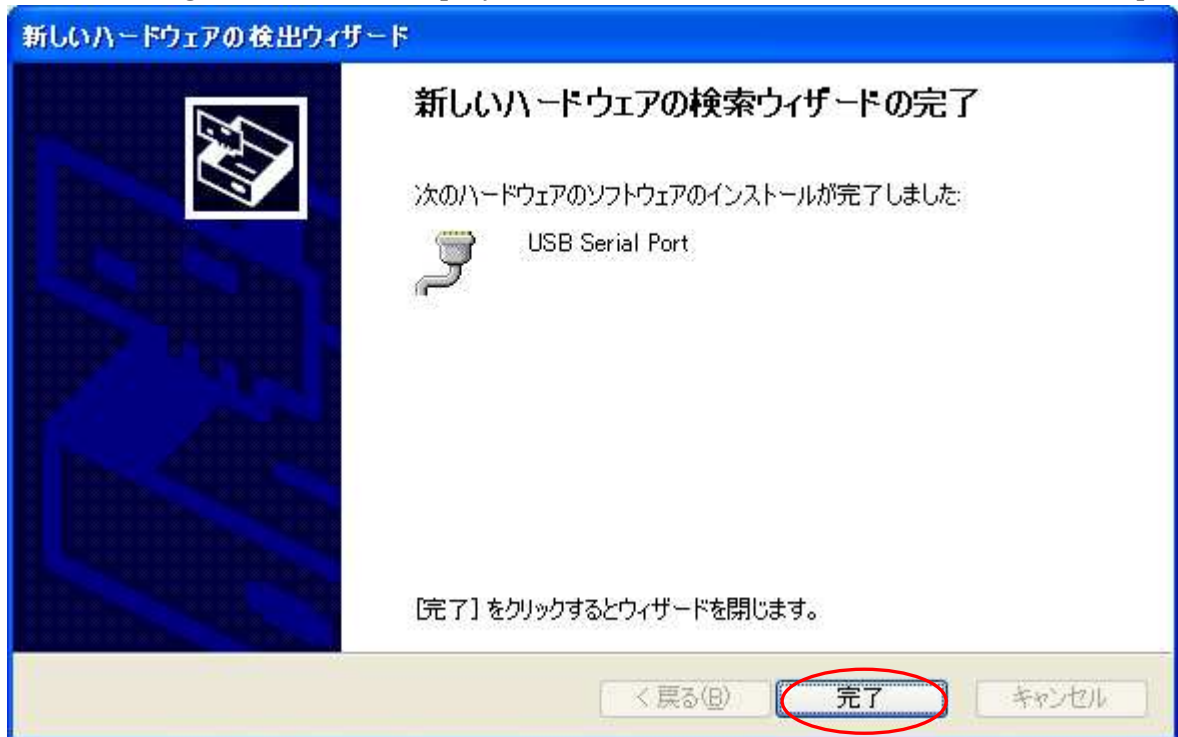 新しいハードウェアの検出ウィザード
新しいハードウェアの検索ウィザードの完了
次のハードウェアのソフトウェアのインストールが完了しました:
USB Serial Port
[完了] をクリックするとウィザードを閉じます。
< 戻る(B) 完了 キャンセル